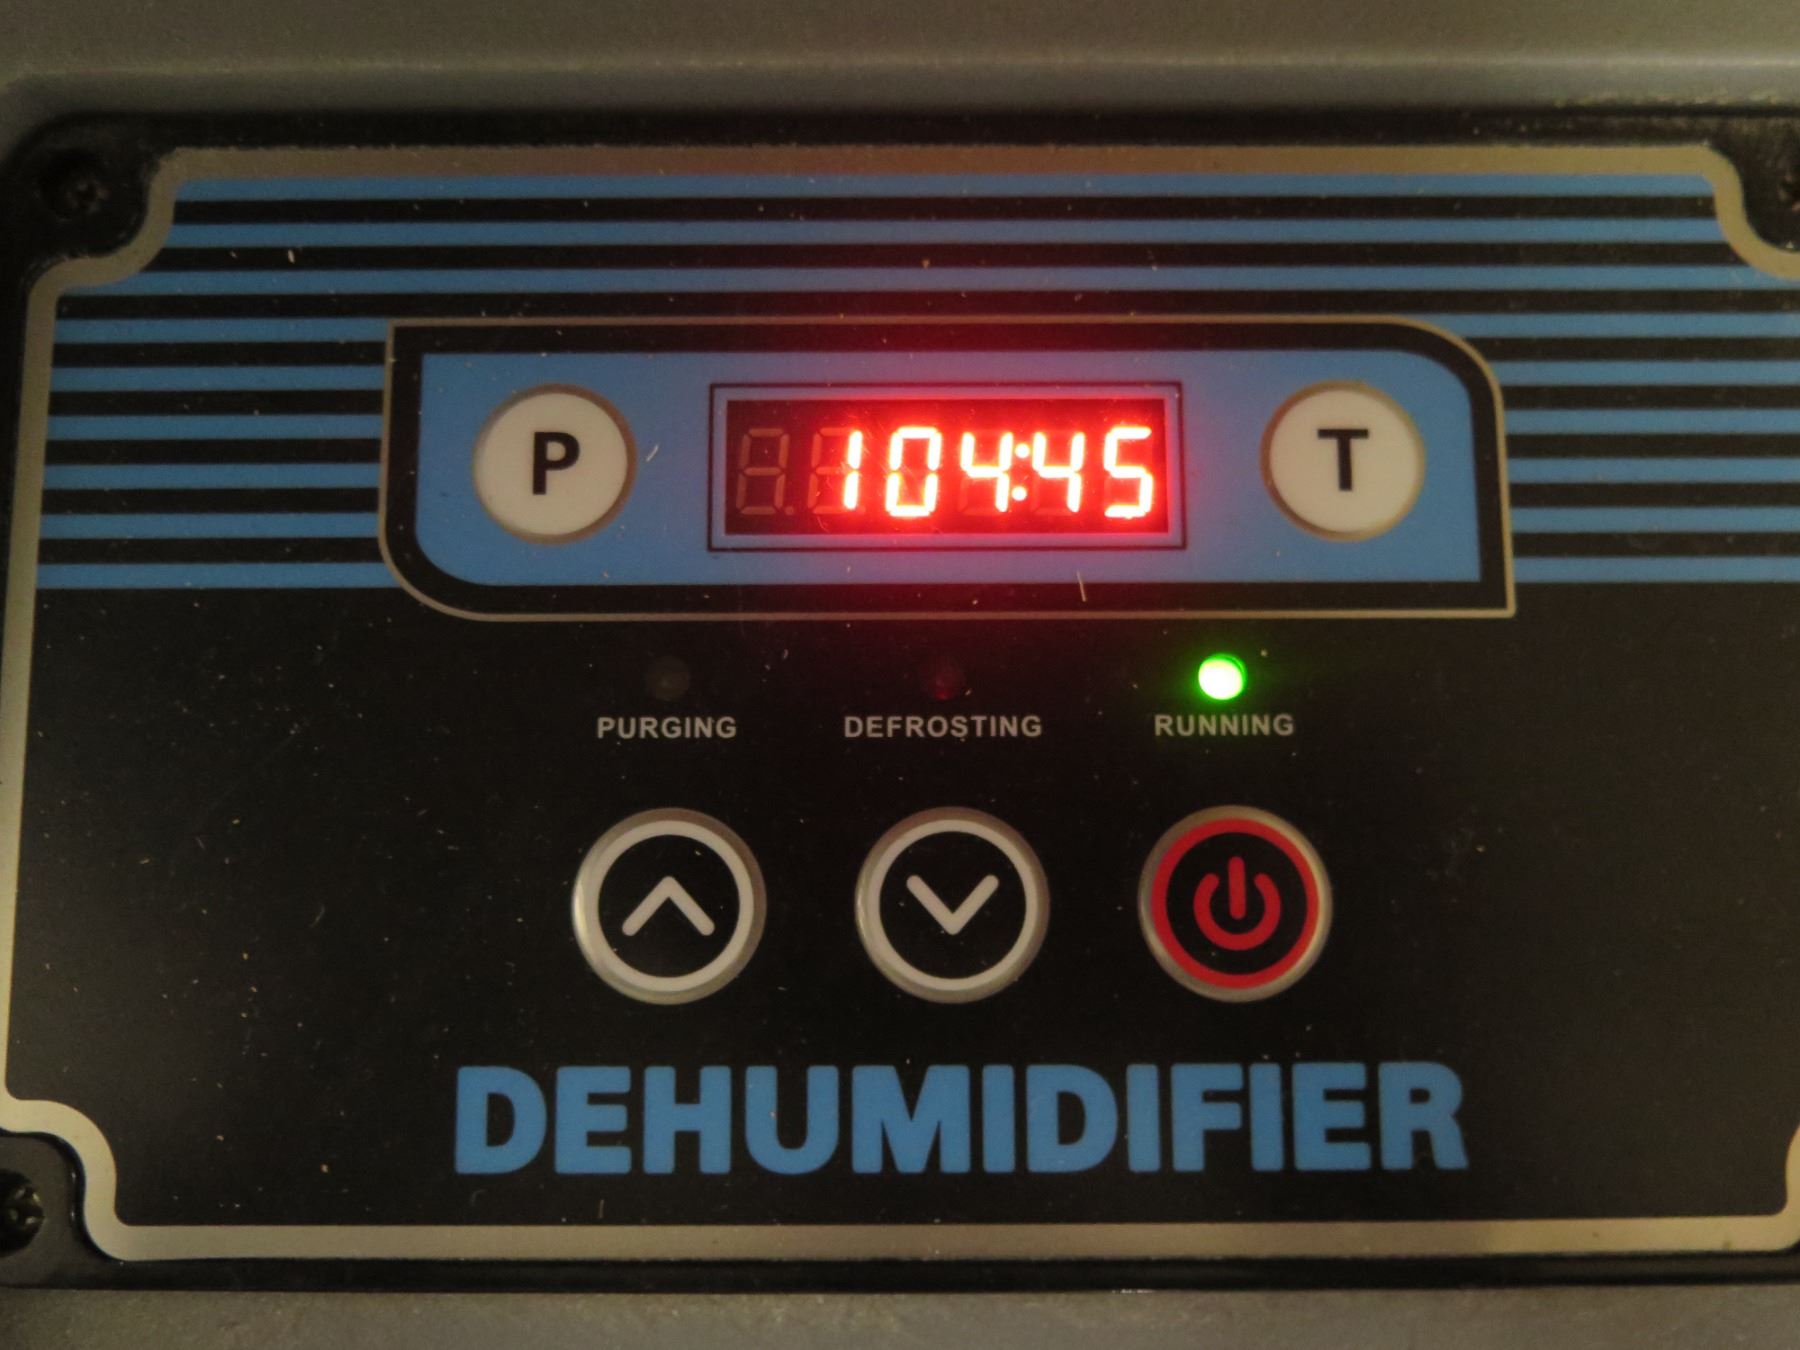 P 104:45 T
PURGING DEFROSTING RUNNING
DEHUMIDIFIER